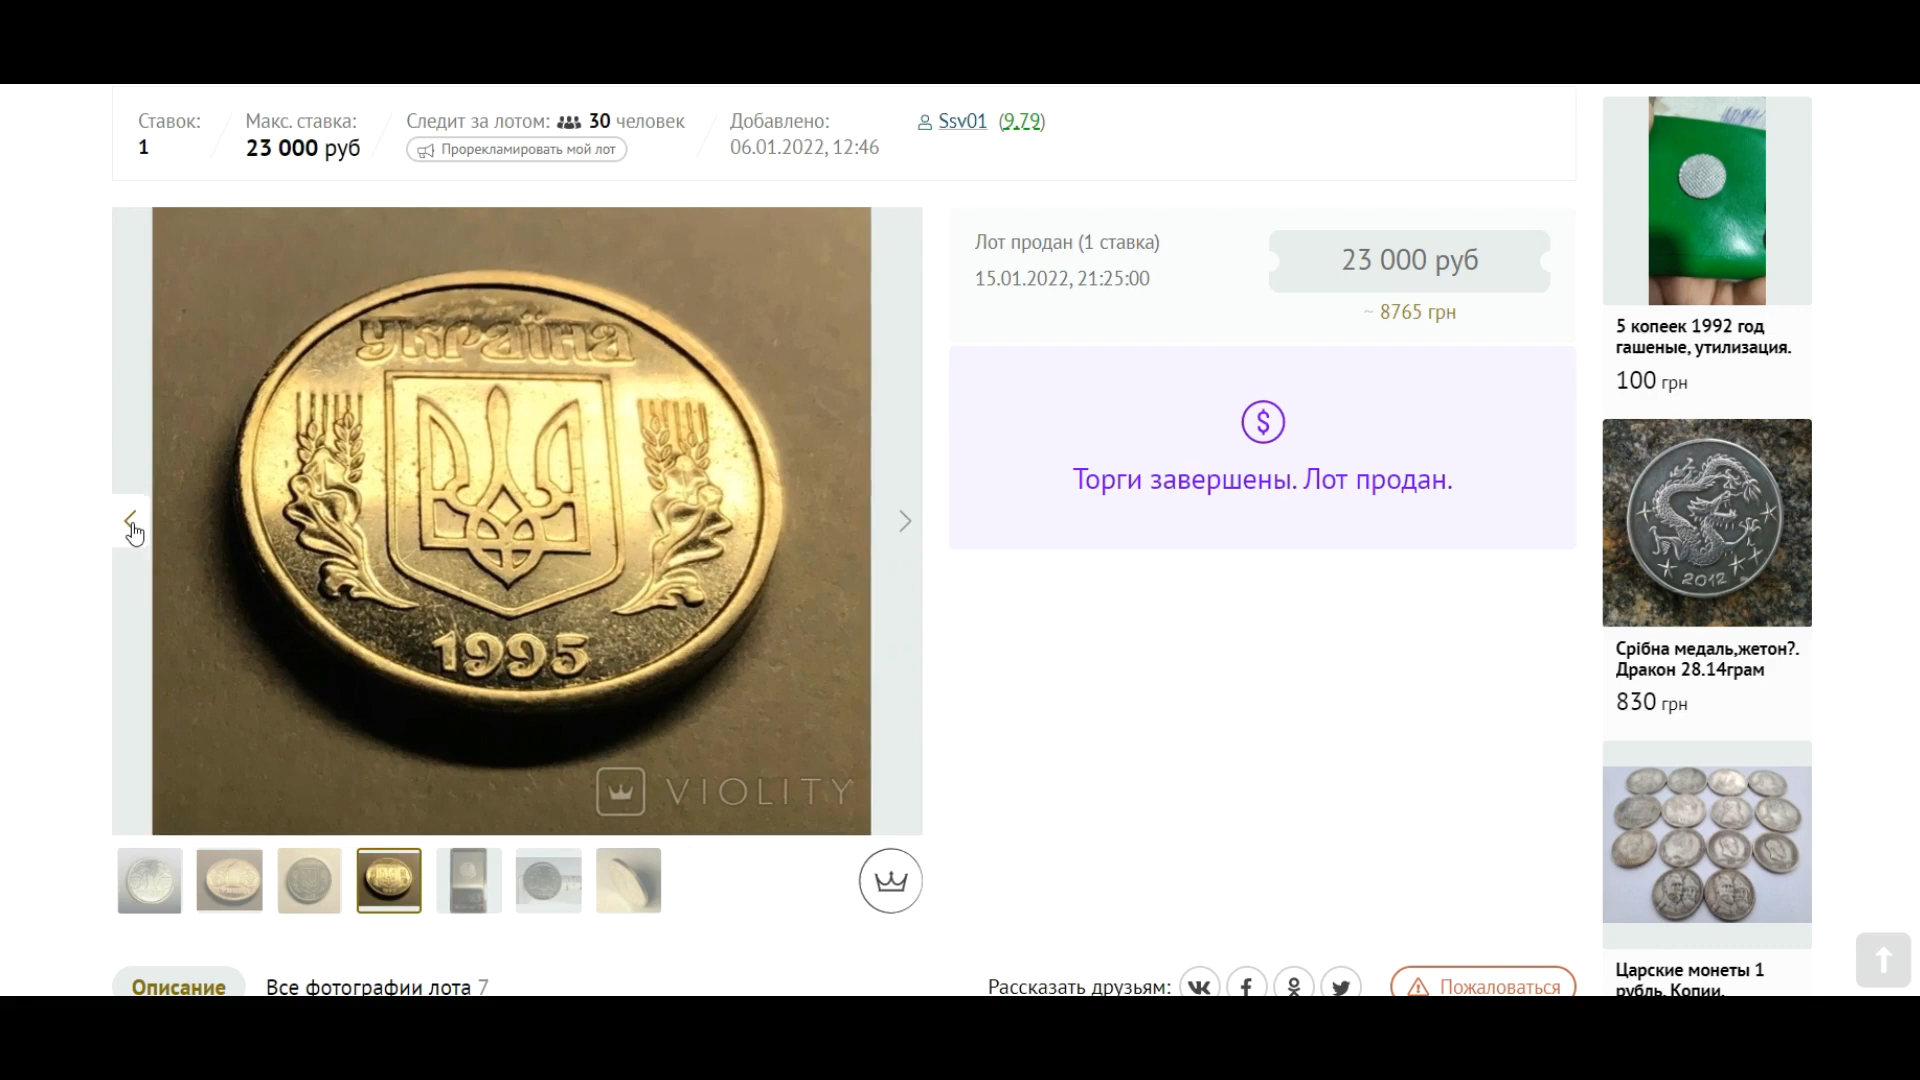 Ставок:
1
Макс. ставка:
23 000 руб
Следит за лотом: 30 человек
Прорекламировать мой лот
Добавлено:
06.01.2022, 12:46
Ssv01 (9.79)
Україна
1995
VIOLITY
Лот продан (1 ставка)
15.01.2022, 21:25:00
23 000 руб
~ 8765 грн
$
Торги завершены. Лот продан.
5 копеек 1992 год
гашеные, утилизация.
100 грн
2012
Срібна медаль,жетон?.
Дракон 28.14грам
830 грн
Царские монеты 1
рубль. Копии.
Описание
Все фотографии лота 7
Рассказать друзьям:
Пожаловаться